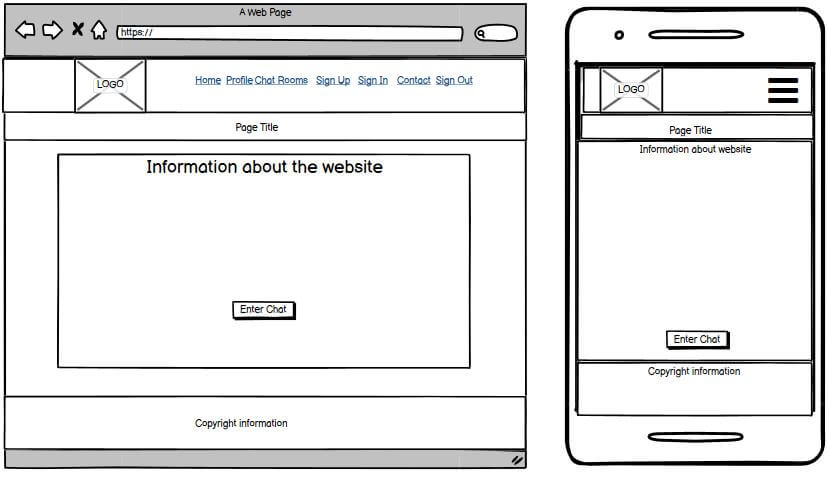 A Web Page
https://
LOGO
Home Profile Chat Rooms Sign Up Sign In Contact Sign Out
Page Title
Information about the website
Enter Chat
Copyright information
LOGO
Page Title
Information about website
Enter Chat
Copyright information